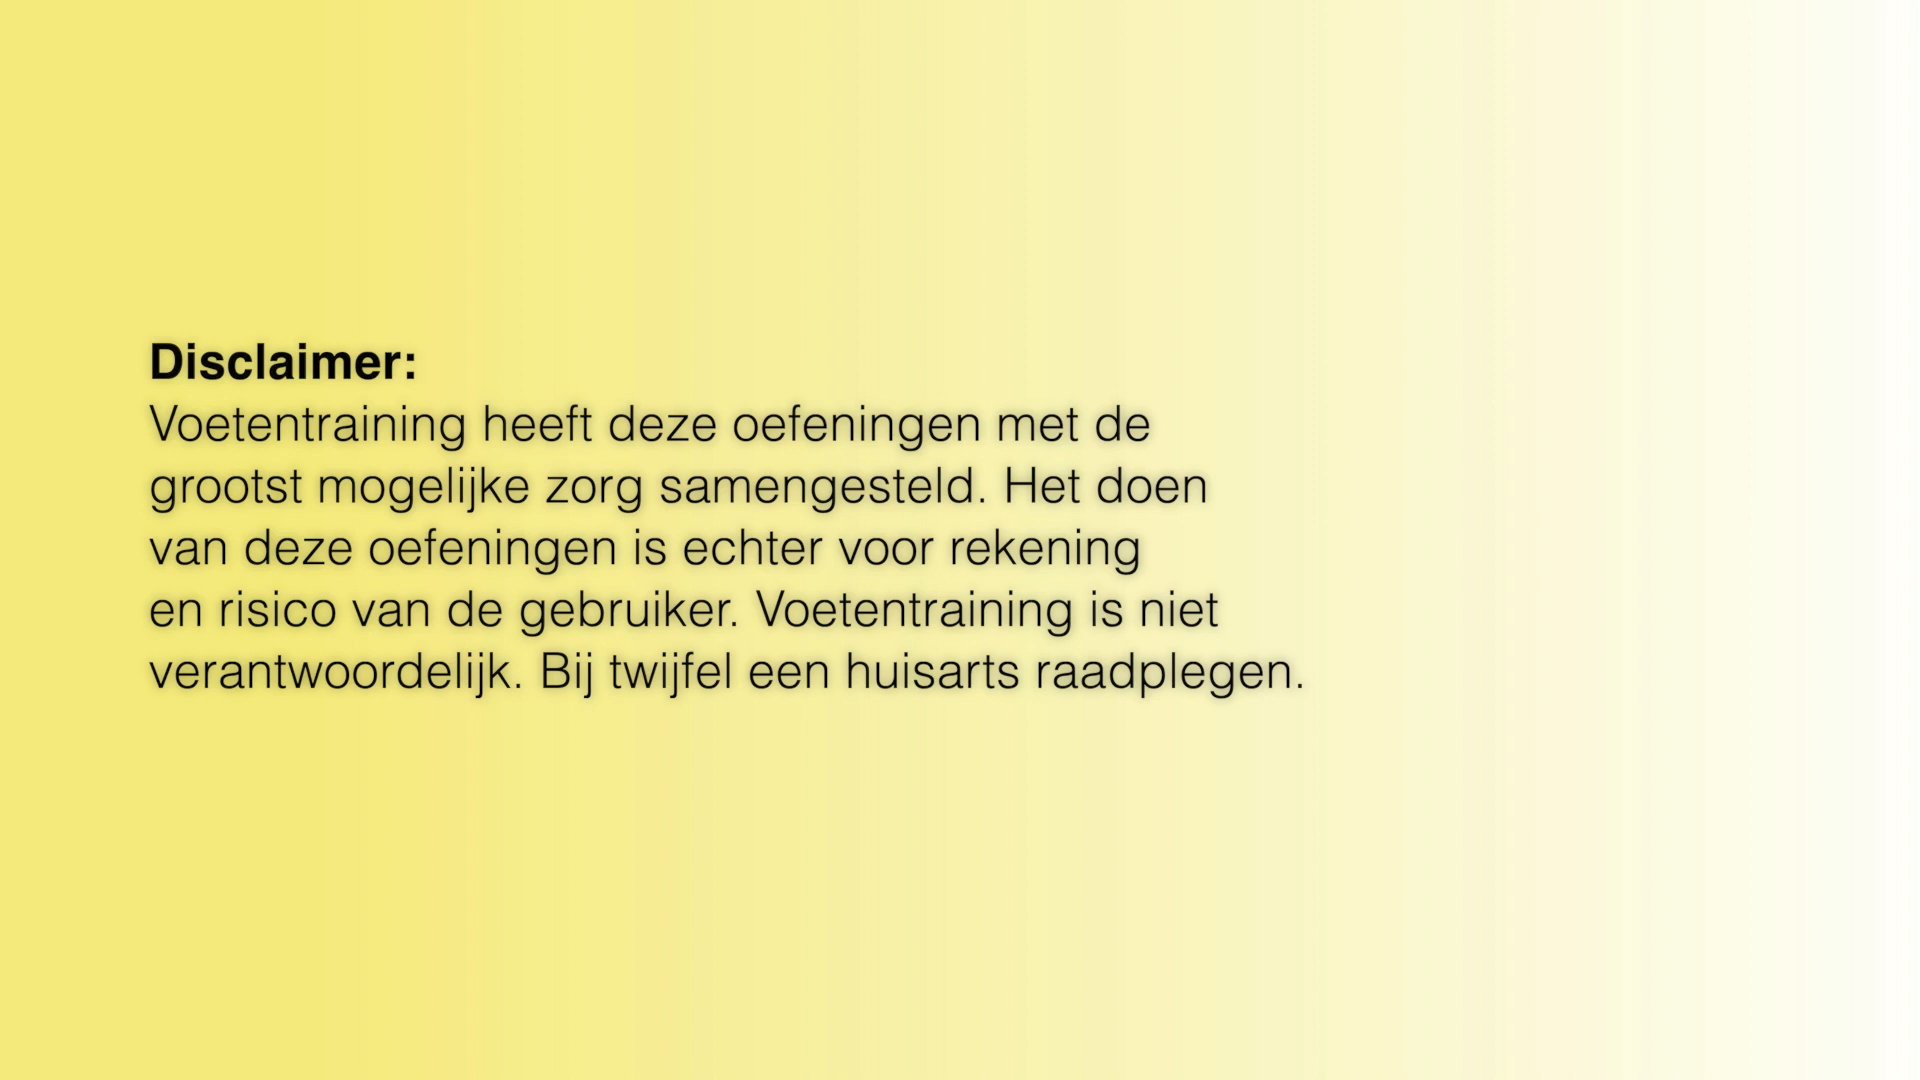 Disclaimer:
Voetentraining heeft deze oefeningen met de
grootst mogelijke zorg samengesteld. Het doen
van deze oefeningen is echter voor rekening
en risico van de gebruiker. Voetentraining is niet
verantwoordelijk. Bij twijfel een huisarts raadplegen.